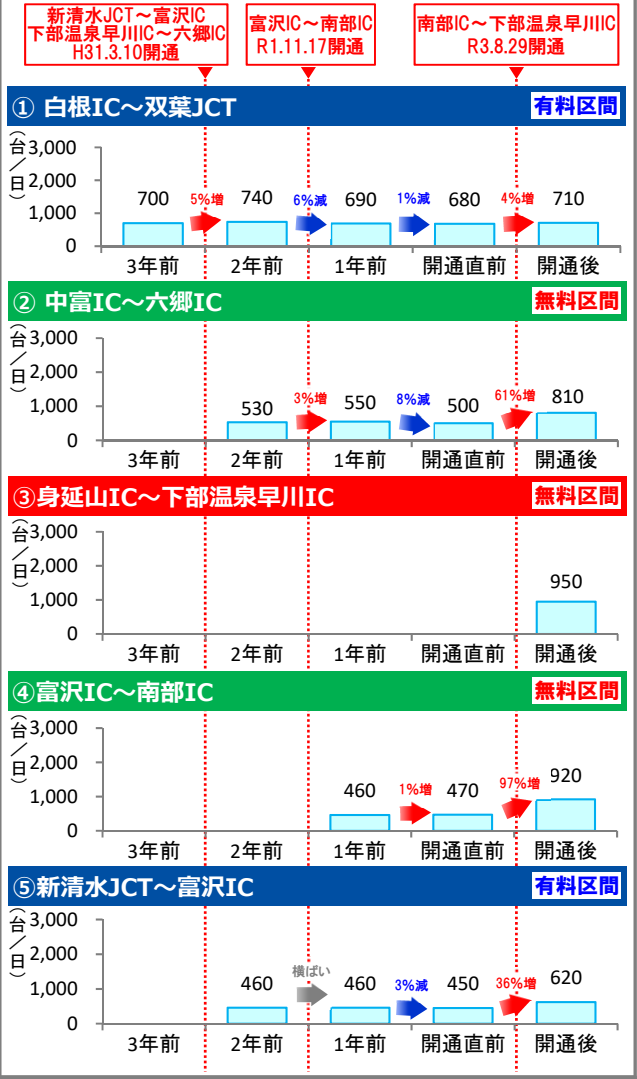 新清水JCT～富沢IC
下部温泉早川IC～六郷IC
H31.3.10開通
富沢IC～南部IC
R1.11.17開通
南部IC～下部温泉早川IC
R3.8.29開通
① 白根IC～双葉JCT
有料区間
(台／日)
3,000
2,000
1,000
0
700
5%増
740
6%減
690
1%減
680
4%増
710
3年前 2年前 1年前 開通直前 開通後
② 中富IC～六郷IC
無料区間
(台／日)
3,000
2,000
1,000
0
530
3%増
550
8%減
500
61%増
810
3年前 2年前 1年前 開通直前 開通後
③身延山IC～下部温泉早川IC
無料区間
(台／日)
3,000
2,000
1,000
0
950
3年前 2年前 1年前 開通直前 開通後
④富沢IC～南部IC
無料区間
(台／日)
3,000
2,000
1,000
0
460
1%増
470
97%増
920
3年前 2年前 1年前 開通直前 開通後
⑤新清水JCT～富沢IC
有料区間
(台／日)
3,000
2,000
1,000
0
460
横ばい
460
3%減
450
36%増
620
3年前 2年前 1年前 開通直前 開通後